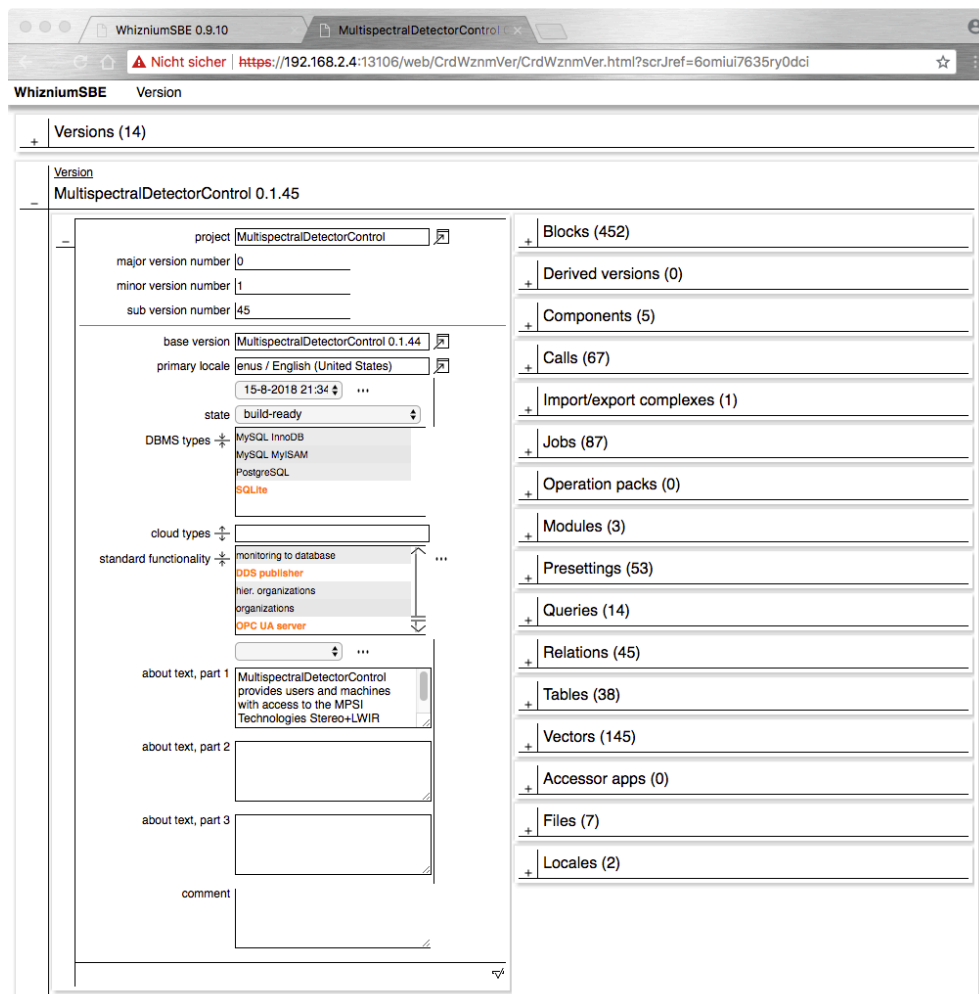 WhizniumSBE 0.9.10
MultispectralDetectorControl
Nicht sicher | https://192.168.2.4:13106/web/CrdWznmVer/CrdWznmVer.html?scrJref=6omiui7635ry0dci
WhizniumSBE Version
+ Versions (14)
Version
MultispectralDetectorControl 0.1.45
project MultispectralDetectorControl
major version number 0
minor version number 1
sub version number 45
base version MultispectralDetectorControl 0.1.44
primary locale enus / English (United States)
15-8-2018 21:34 ...
state build-ready
DBMS types MySQL InnoDB
MySQL MyISAM
PostgreSQL
SQLite
cloud types
standard functionality monitoring to database ...
DDS publisher
hier. organizations
organizations
OPC UA server
...
about text, part 1 MultispectralDetectorControl
provides users and machines
with access to the MPSI
Technologies Stereo+LWIR
about text, part 2
about text, part 3
comment
+ Blocks (452)
+ Derived versions (0)
+ Components (5)
+ Calls (67)
+ Import/export complexes (1)
+ Jobs (87)
+ Operation packs (0)
+ Modules (3)
+ Presettings (53)
+ Queries (14)
+ Relations (45)
+ Tables (38)
+ Vectors (145)
+ Accessor apps (0)
+ Files (7)
+ Locales (2)